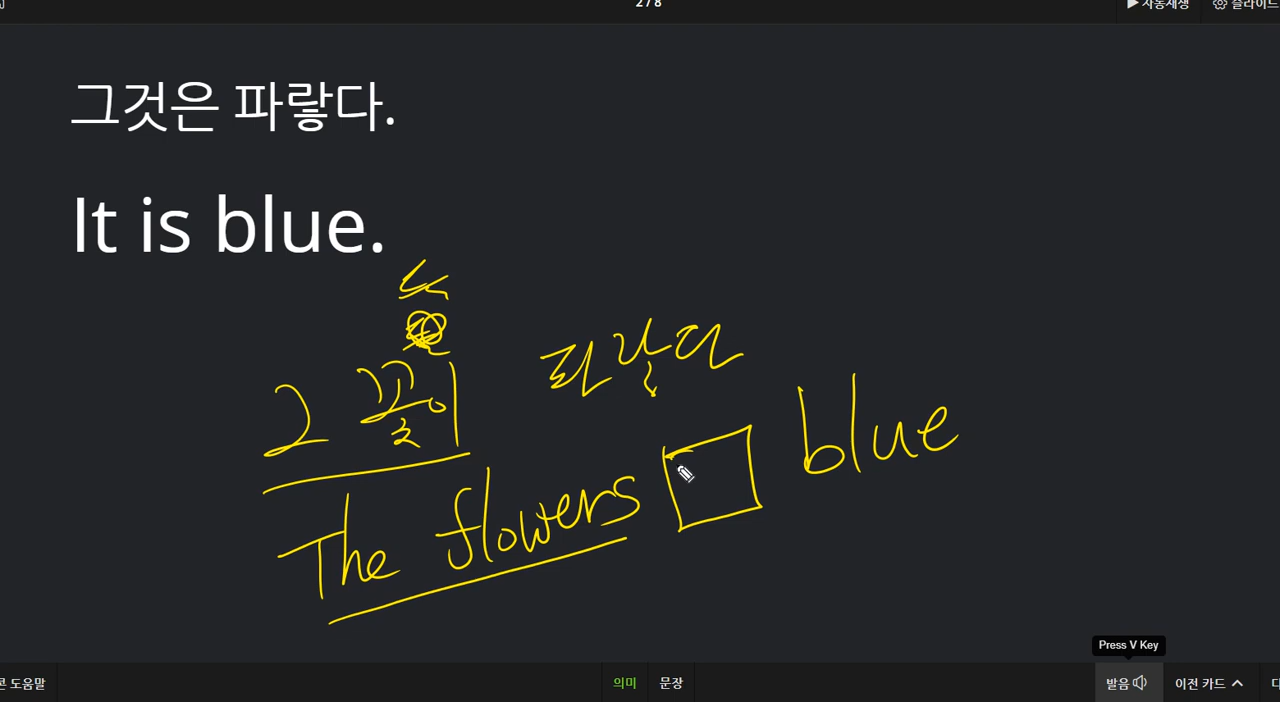 2 / 8
▶ 자동재생
슬라이드
그것은 파랗다.
It is blue.
그 꽃이 파랗다
The flowers □ blue
Press V Key
콘 도움말
의미
문장
발음
이전 카드